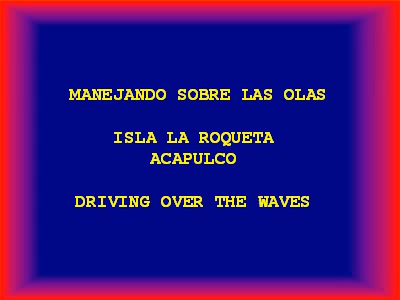 MANEJANDO SOBRE LAS OLAS
ISLA LA ROQUETA
ACAPULCO
DRIVING OVER THE WAVES